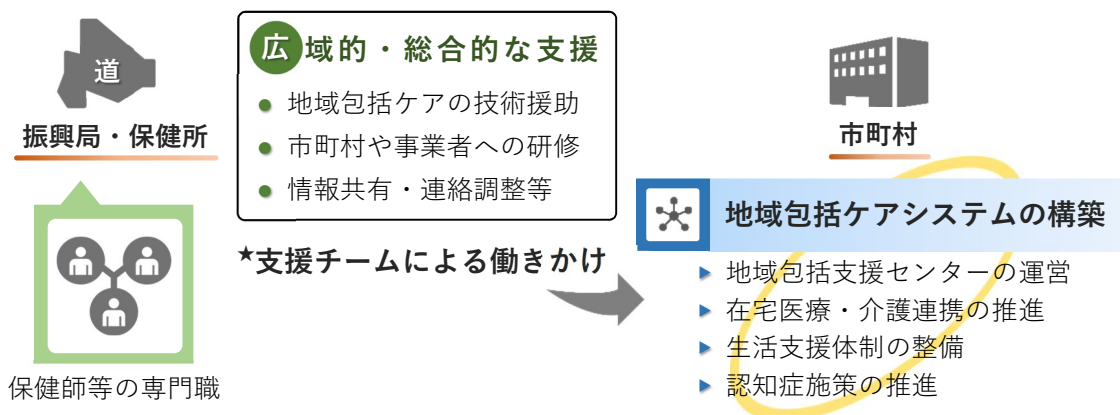 道
振興局・保健所
保健師等の専門職
広域的・総合的な支援
● 地域包括ケアの技術援助
● 市町村や事業者への研修
● 情報共有・連絡調整等
★支援チームによる働きかけ
市町村
地域包括ケアシステムの構築
▶ 地域包括支援センターの運営
▶ 在宅医療・介護連携の推進
▶ 生活支援体制の整備
▶ 認知症施策の推進